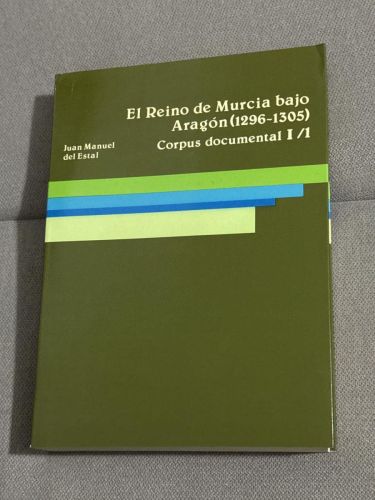 El Reino de Murcia bajo
Aragón (1296-1305)
Corpus documental I/1
Juan Manuel
del Estal